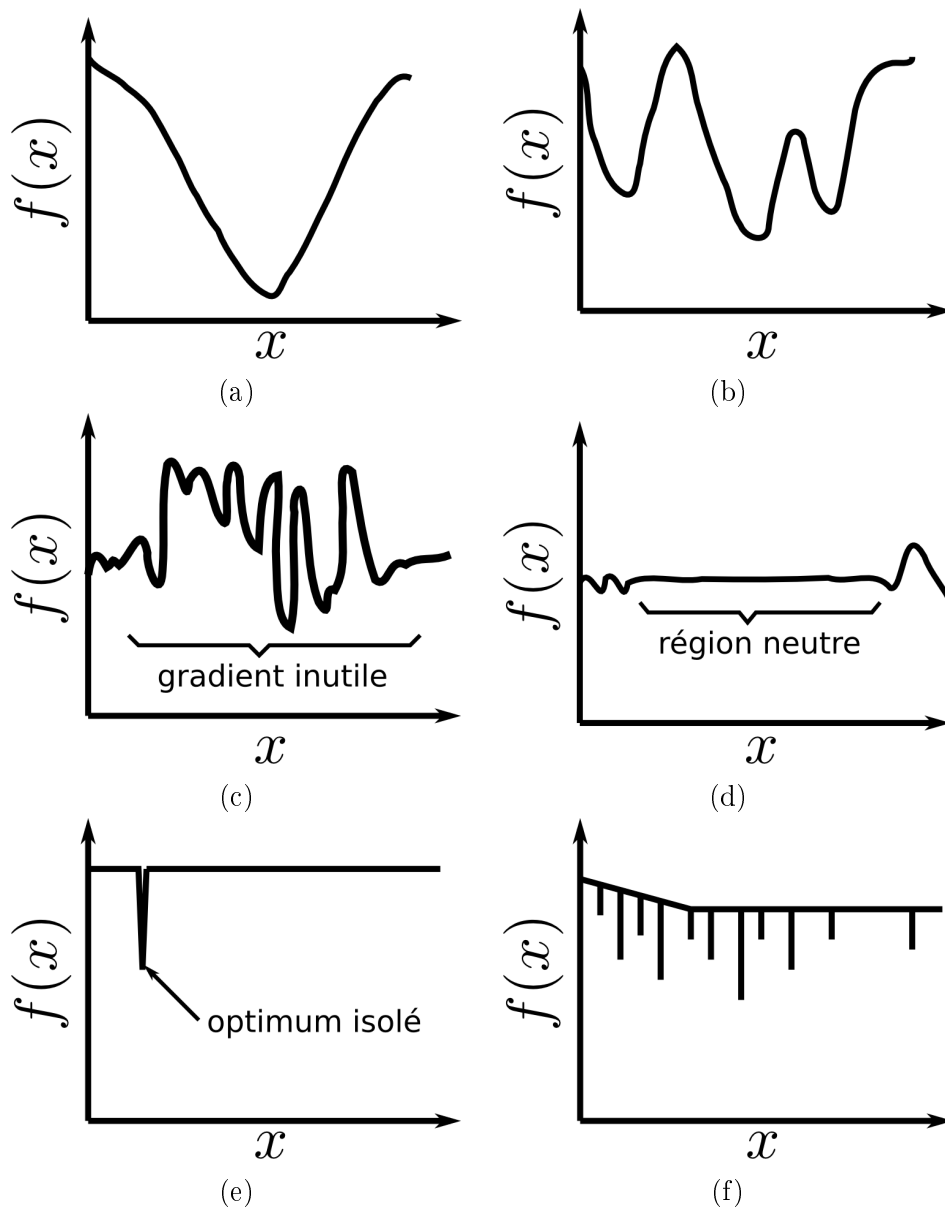 f(x)
x
(a)
f(x)
x
(b)
f(x)
gradient inutile
x
(c)
f(x)
région neutre
x
(d)
f(x)
optimum isolé
x
(e)
f(x)
x
(f)